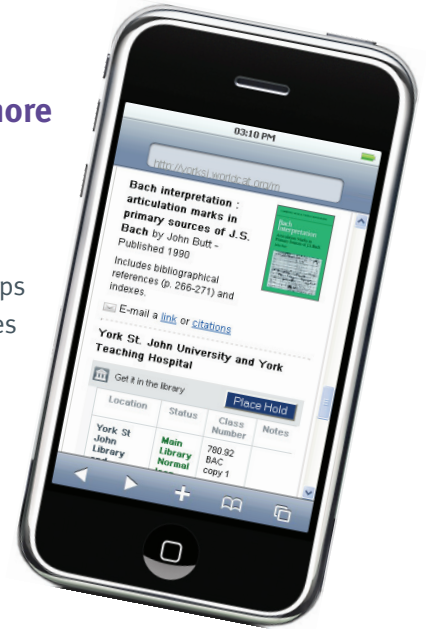 more
ps
es
03:10 PM
http://yorksj.worldcat.org/m
Bach interpretation :
articulation marks in
primary sources of J.S.
Bach by John Butt -
Published 1990
Includes bibliographical
references (p. 266-271) and
indexes.
E-mail a link or citations
Bach
Interpretation
York St. John University and York
Teaching Hospital
Get it in the library
Place Hold
Location Status Class Number Notes
York St
John
Library
Main
Library
Normal
780.92
BAC
copy 1